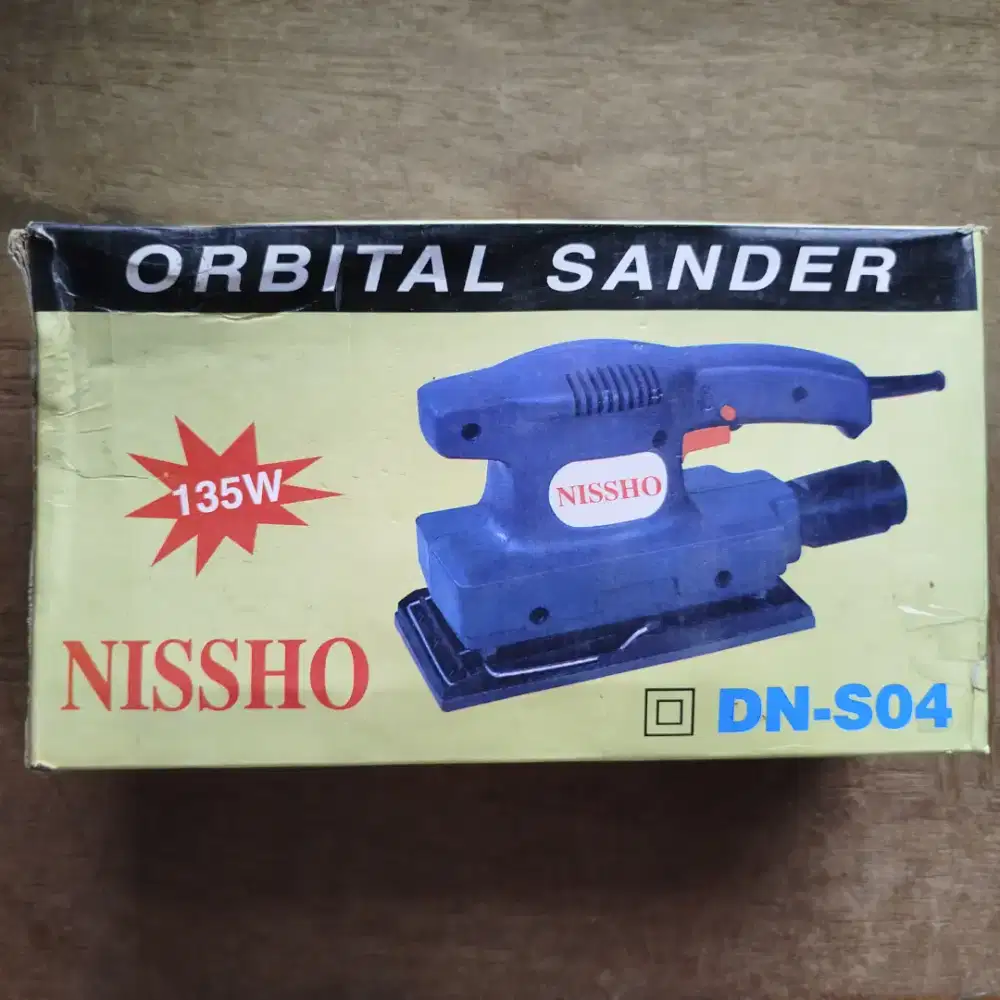 ORBITAL SANDER
135W
NISSHO
NISSHO
DN-S04